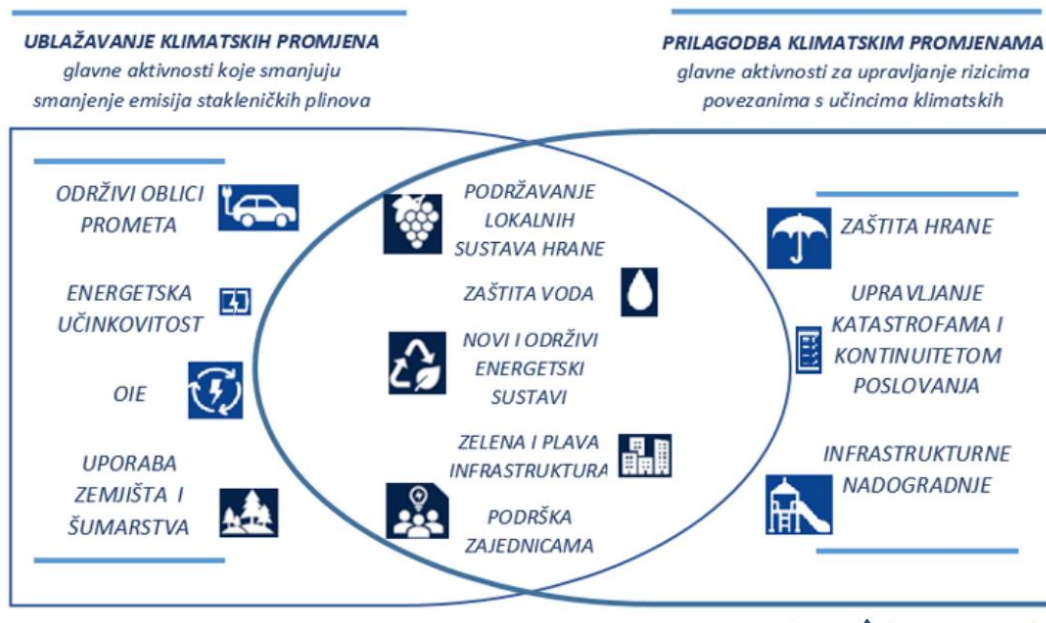 UBLAŽAVANJE KLIMATSKIH PROMJENA
glavne aktivnosti koje smanjuju
smanjenje emisija stakleničkih plinova
PRILAGODBA KLIMATSKIM PROMJENAMA
glavne aktivnosti za upravljanje rizicima
povezanima s učincima klimatskih
ODRŽIVI OBLICI
PROMETA
ENERGETSKA
UČINKOVITOST
OIE
UPORABA
ZEMJIŠTA I
ŠUMARSTVA
PODRŽAVANJE
LOKALNIH
SUSTAVA HRANE
ZAŠTITA VODA
NOVI I ODRŽIVI
ENERGETSKI
SUSTAVI
ZELENA I PLAVA
INFRASTRUKTURA
PODRŠKA
ZAJEDNICAMA
ZAŠTITA HRANE
UPRAVLJANJE
KATASTROFAMA I
KONTINUITETOM
POSLOVANJA
INFRASTRUKTURNE
NADOGRADNJE